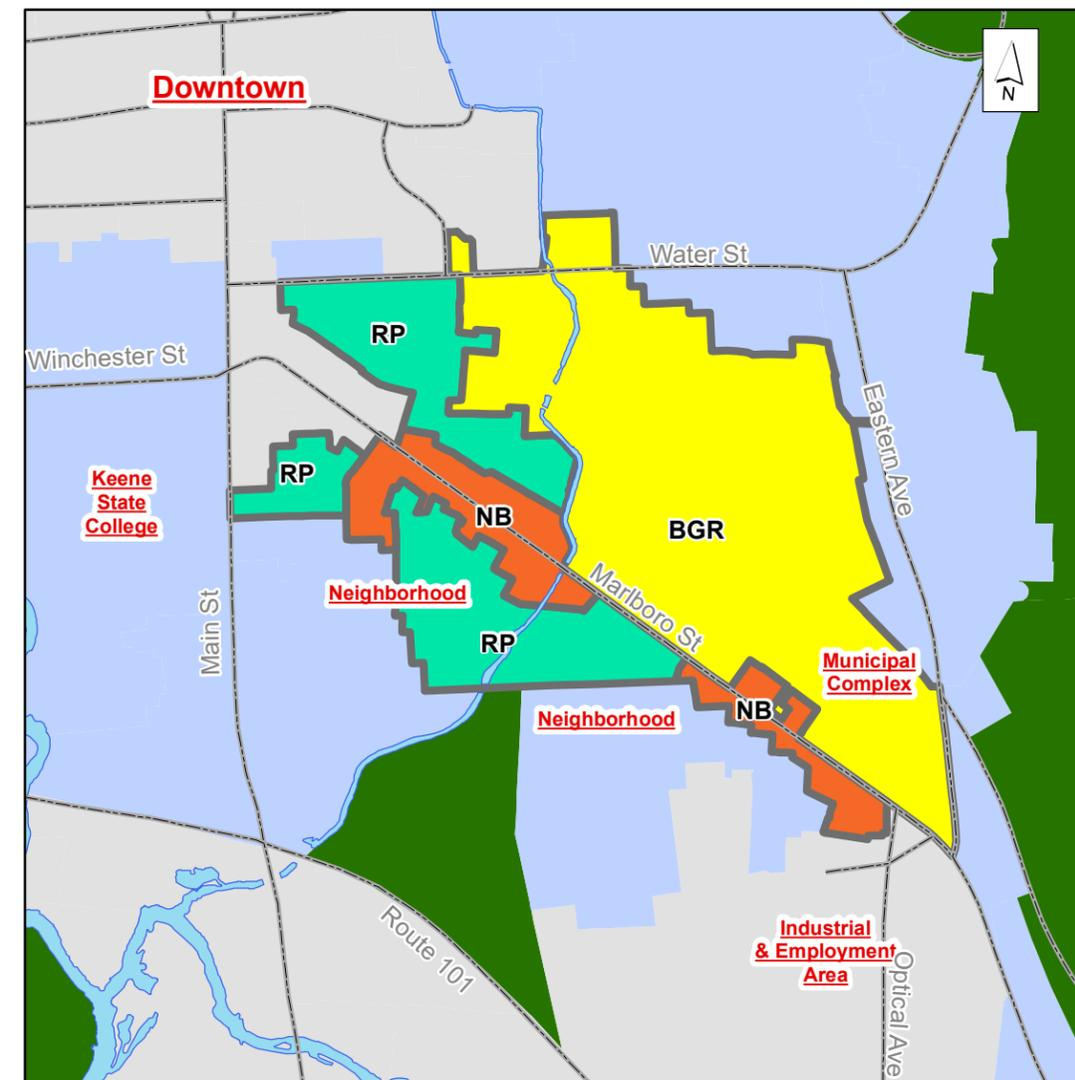 Downtown
N
Water St
RP
Winchester St
Eastern Ave
RP
Keene
State
College
NB
BGR
Neighborhood
Marlboro St
Main St
RP
Municipal
Complex
NB
Neighborhood
Route 101
Industrial
& Employment
Area
Optical Ave